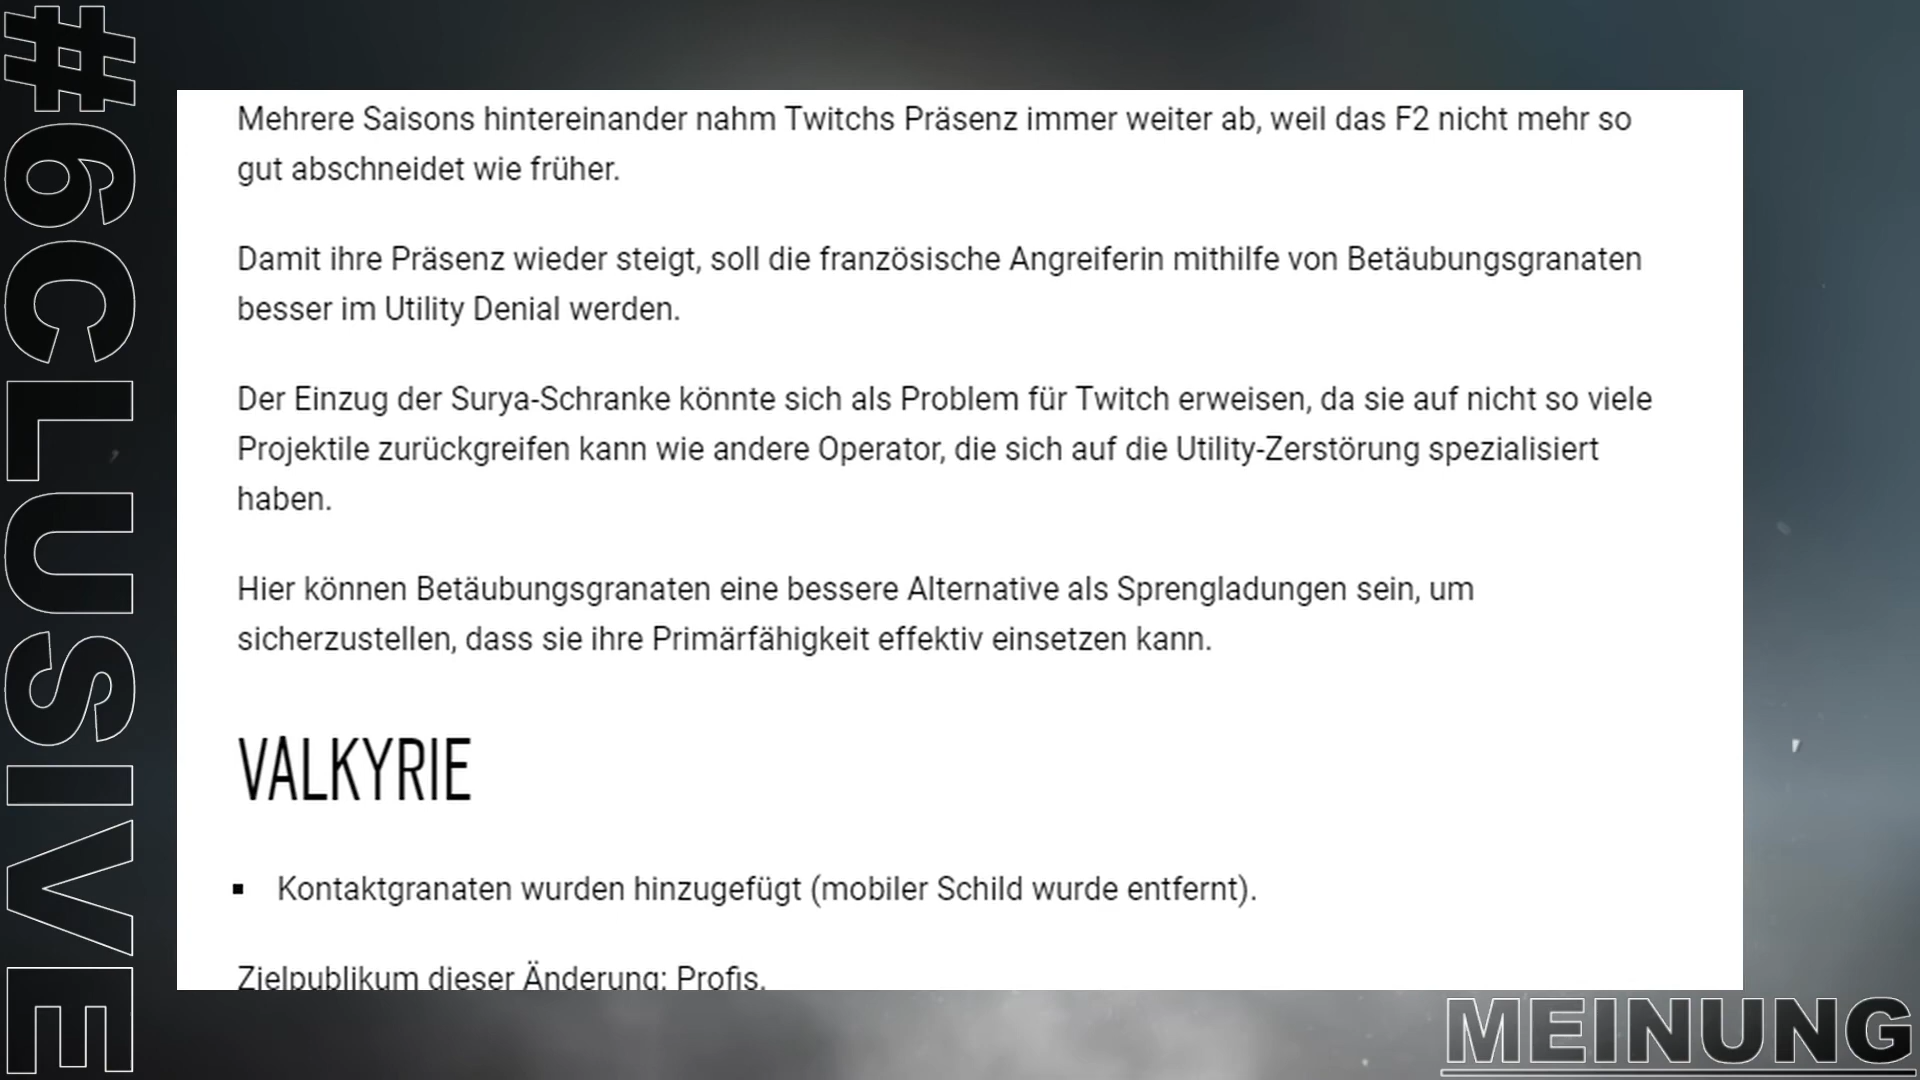 #6CLUSIVE
Mehrere Saisons hintereinander nahm Twitchs Präsenz immer weiter ab, weil das F2 nicht mehr so
gut abschneidet wie früher.
Damit ihre Präsenz wieder steigt, soll die französische Angreiferin mithilfe von Betäubungsgranaten
besser im Utility Denial werden.
Der Einzug der Surya-Schranke könnte sich als Problem für Twitch erweisen, da sie auf nicht so viele
Projektile zurückgreifen kann wie andere Operator, die sich auf die Utility-Zerstörung spezialisiert
haben.
Hier können Betäubungsgranaten eine bessere Alternative als Sprengladungen sein, um
sicherzustellen, dass sie ihre Primärfähigkeit effektiv einsetzen kann.
VALKYRIE
▪ Kontaktgranaten wurden hinzugefügt (mobiler Schild wurde entfernt).
Zielpublikum dieser Änderung: Profis.
MEINUNG